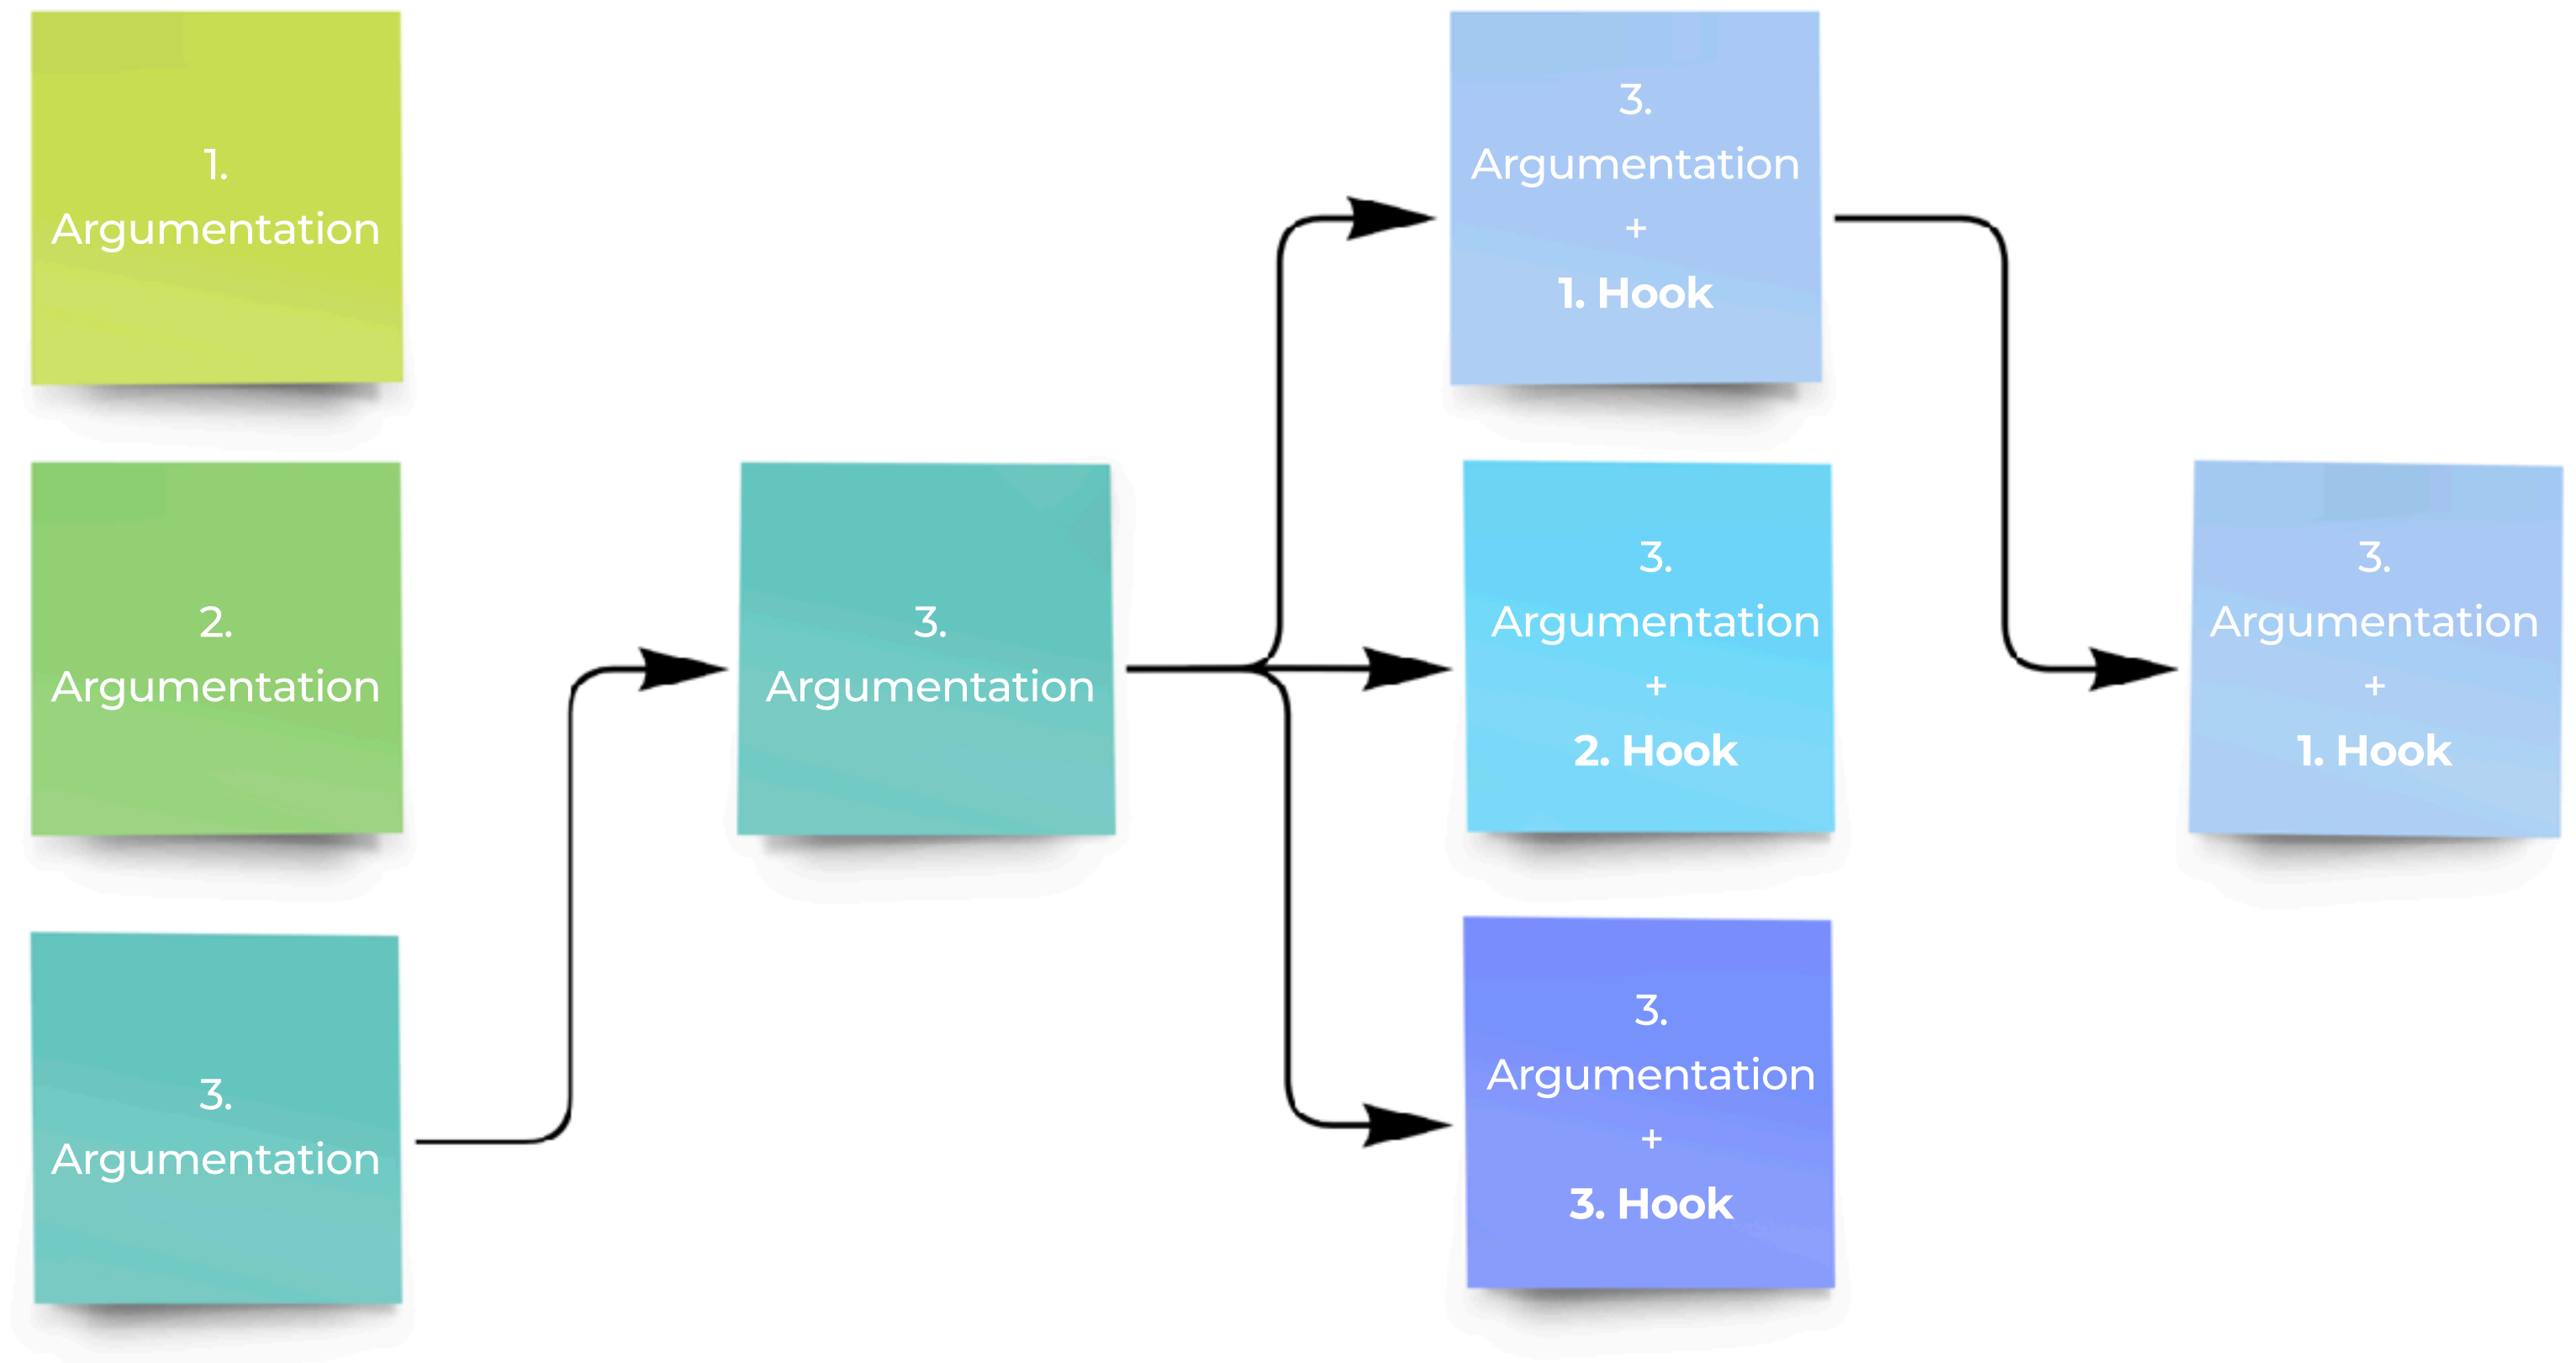 1.
Argumentation
2.
Argumentation
3.
Argumentation
3.
Argumentation
3.
Argumentation
+
1. Hook
3.
Argumentation
+
2. Hook
3.
Argumentation
+
3. Hook
3.
Argumentation
+
1. Hook